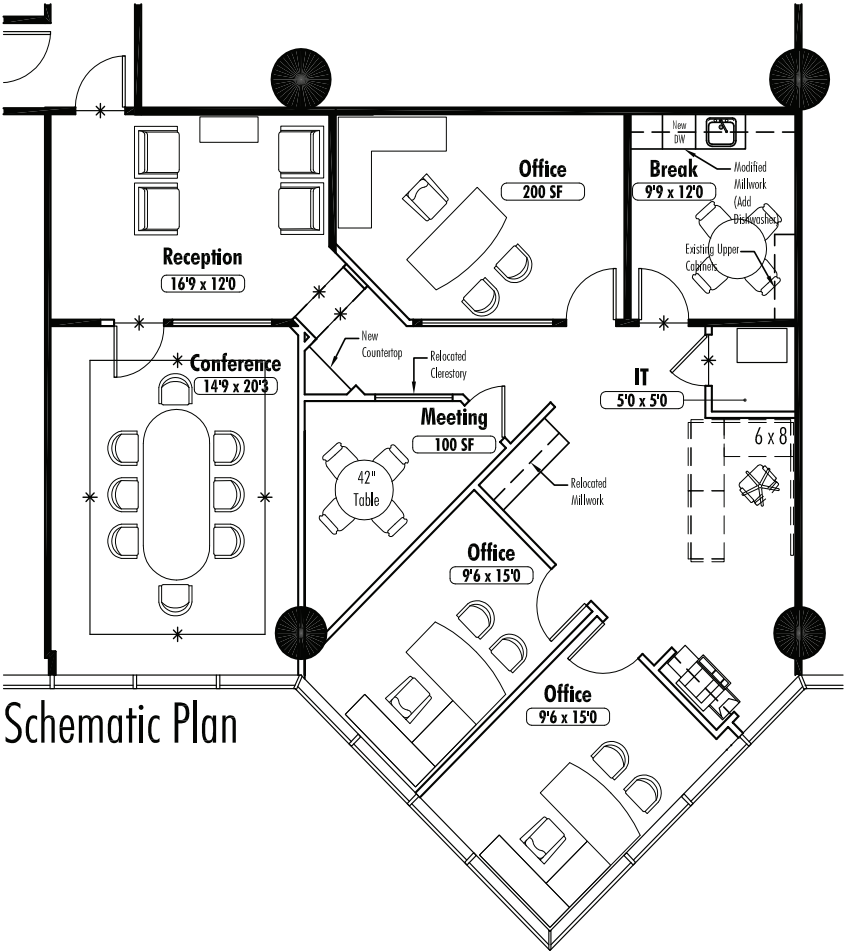 New
DW
Office
200 SF
Break
9'9 x 12'0
Modified
Millwork
(Add
Dishwasher)
Existing Upper
Cabinets
Reception
16'9 x 12'0
New
Countertop
Relocated
Clerestory
Conference
14'9 x 20'3
IT
5'0 x 5'0
Meeting
100 SF
6 x 8
42"
Table
Relocated
Millwork
Office
9'6 x 15'0
Office
9'6 x 15'0
Schematic Plan